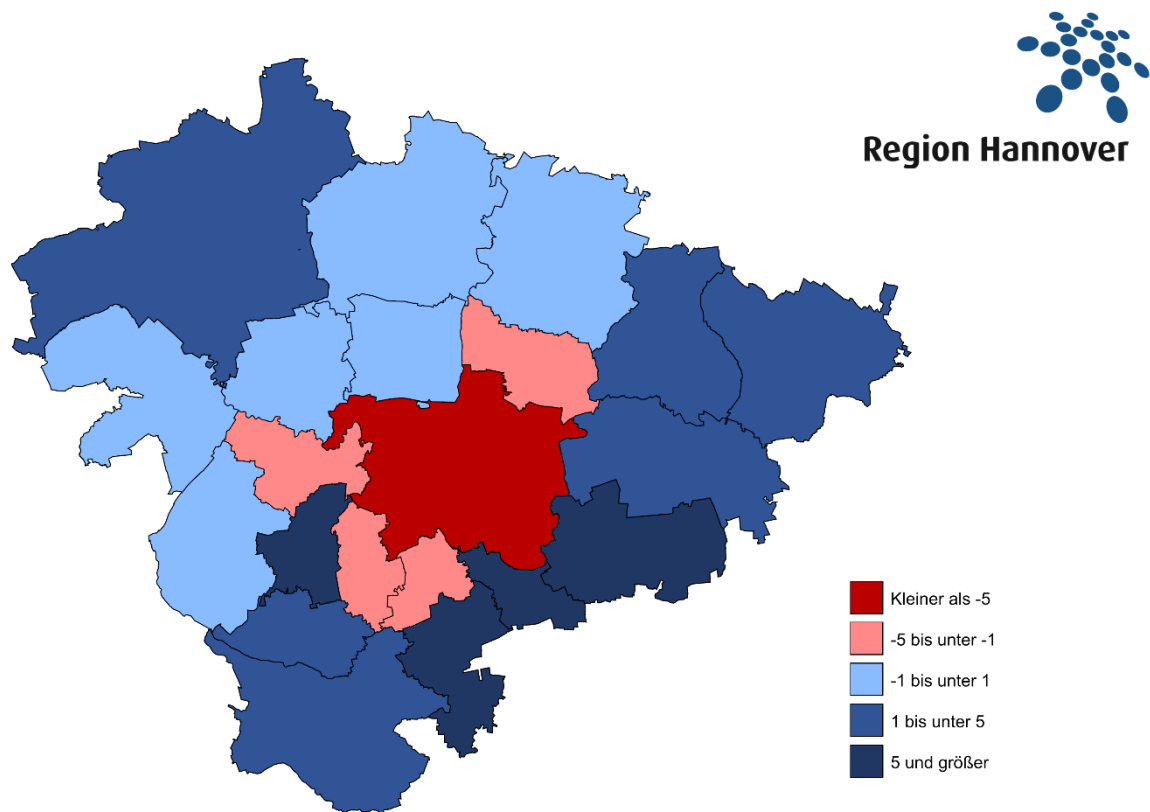 Region Hannover
Kleiner als -5
-5 bis unter -1
-1 bis unter 1
1 bis unter 5
5 und größer